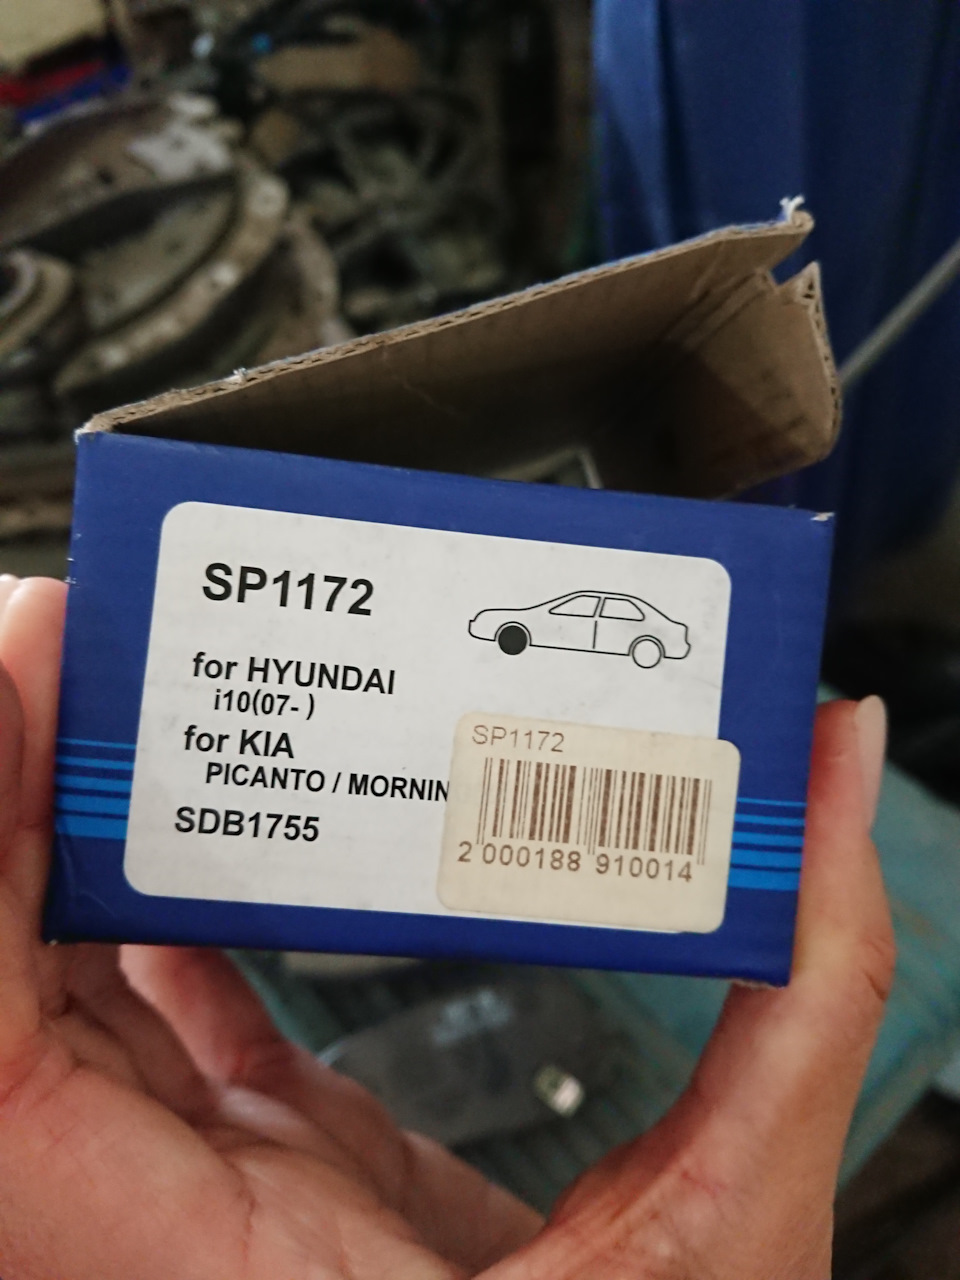 SP1172
for HYUNDAI
i10(07- )
for KIA
PICANTO / MORNIN
SDB1755
SP1172
2 000188 910014